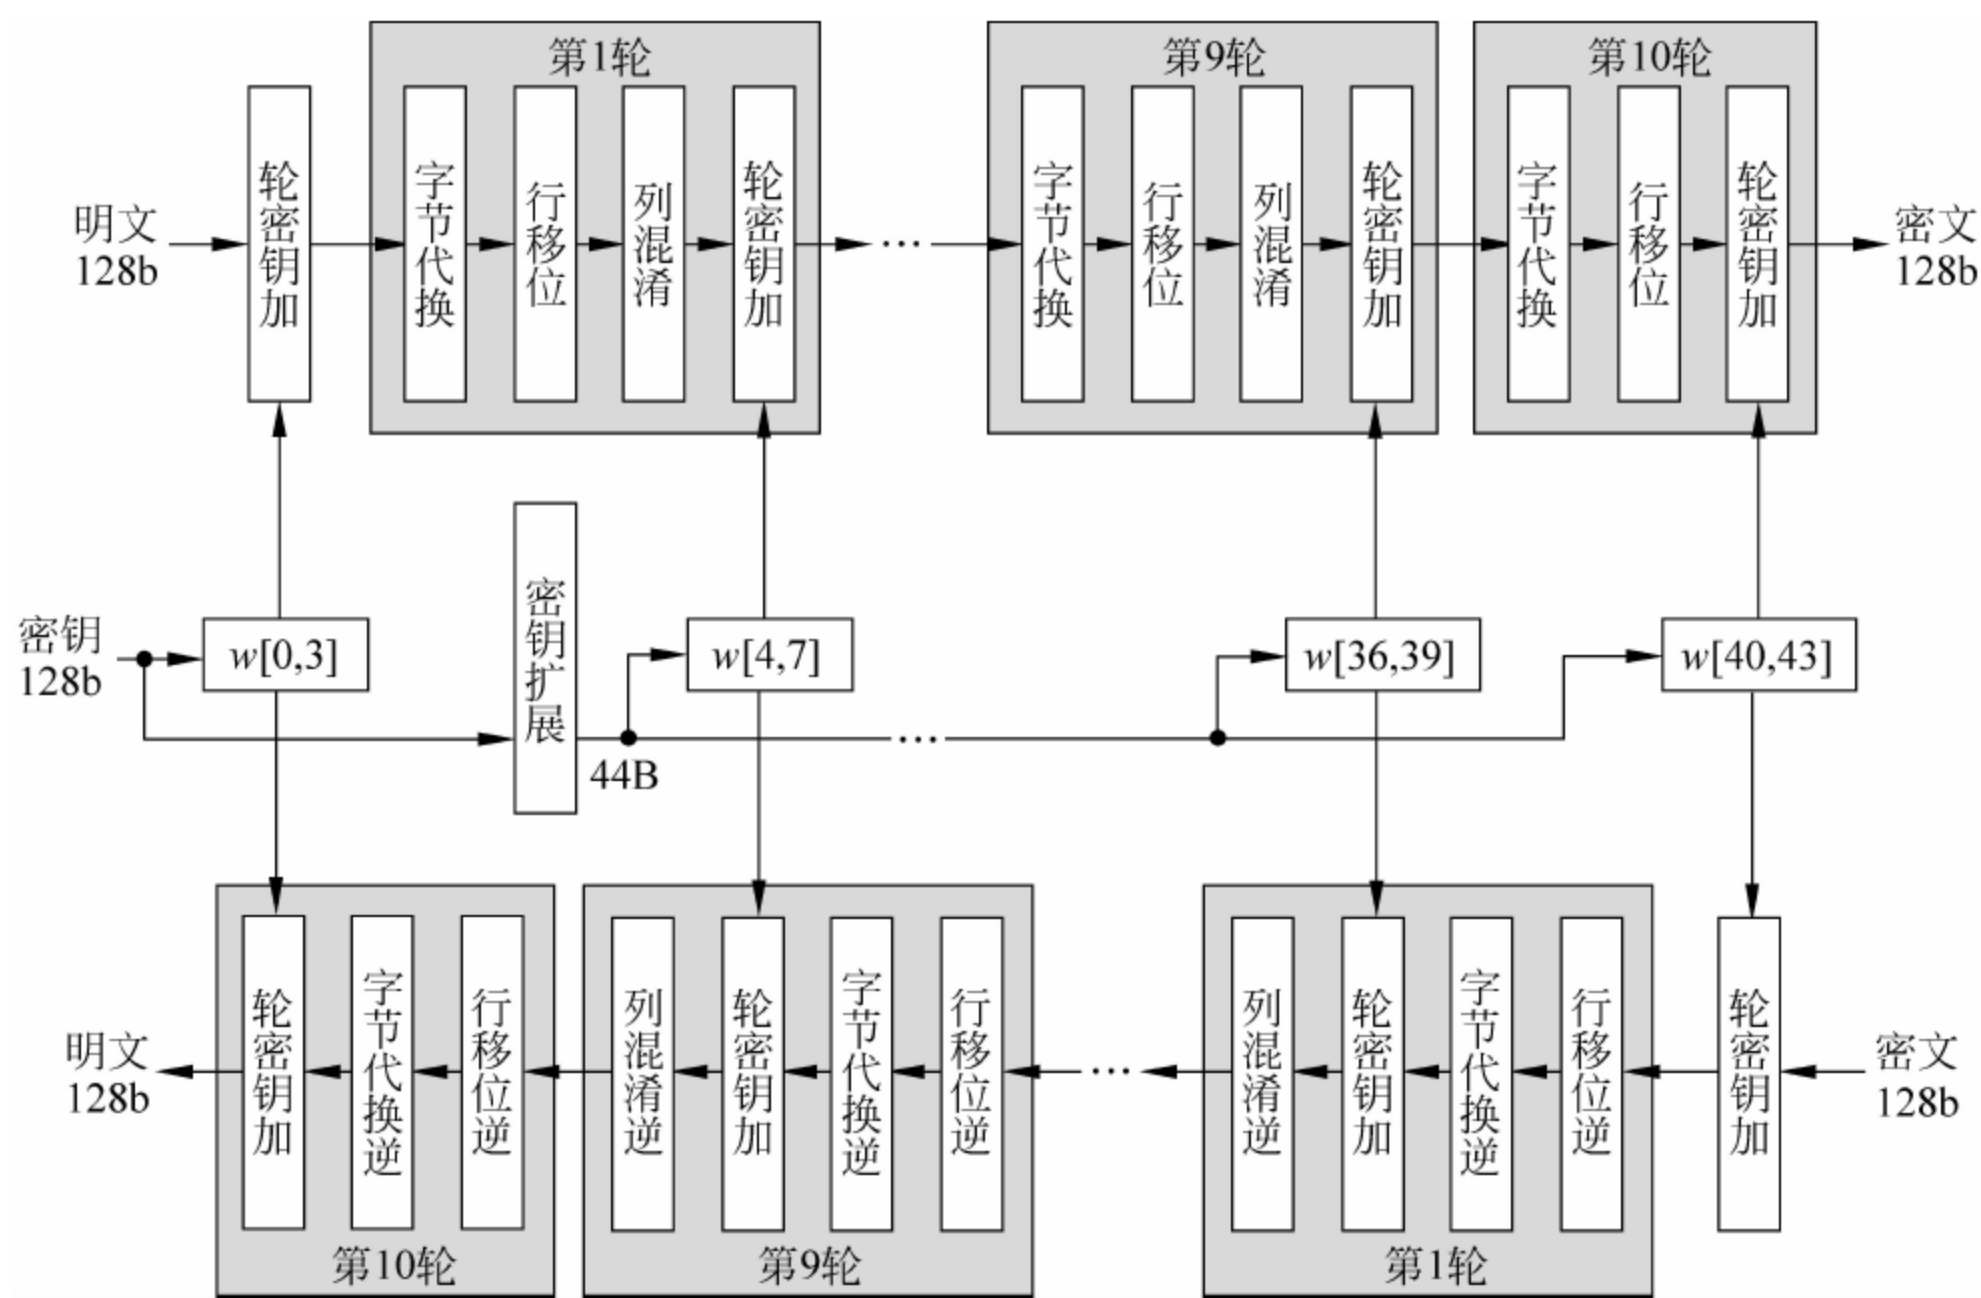 第1轮
第9轮
第10轮
明文
128b
轮密钥加
字节代换
行移位
列混淆
轮密钥加
…
字节代换
行移位
列混淆
轮密钥加
字节代换
行移位
轮密钥加
密文
128b
密钥
128b
w[0,3]
密钥扩展
44B
w[4,7]
…
w[36,39]
w[40,43]
明文
128b
轮密钥加
字节代换逆
行移位逆
列混淆逆
轮密钥加
字节代换逆
行移位逆
…
列混淆逆
轮密钥加
字节代换逆
行移位逆
轮密钥加
密文
128b
第10轮
第9轮
第1轮